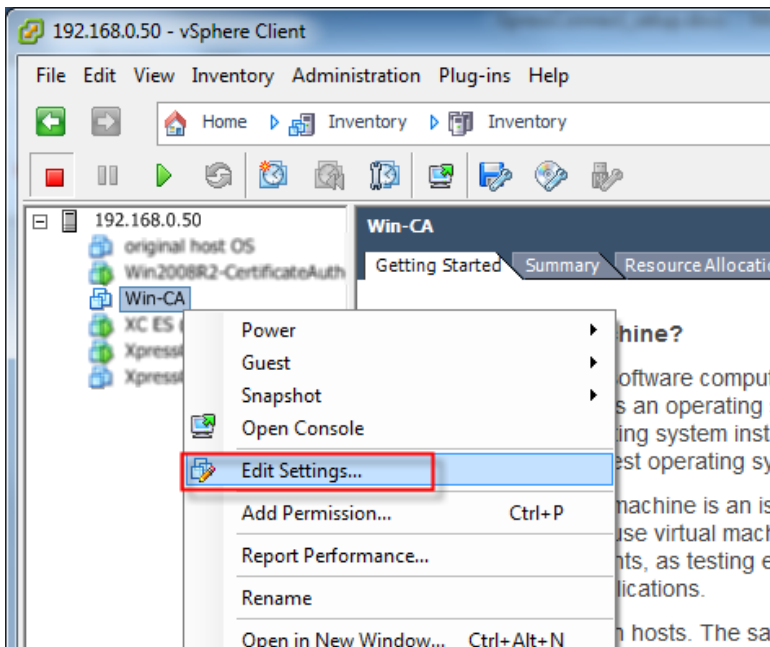 192.168.0.50 - vSphere Client
File Edit View Inventory Administration Plug-ins Help
Home Inventory Inventory
192.168.0.50
original host OS
Win2008R2-CertificateAuth
Win-CA
XC ES
Win-CA
Getting Started Summary Resource Allocati
Power
Guest
Snapshot
Open Console
Edit Settings...
Add Permission... Ctrl+P
Report Performance...
Rename
Open in New Window... Ctrl+Alt+N
hine?
oftware comput
s an operating
ing system inst
est operating sy
machine is an is
use virtual mach
nts, as testing e
lications.
n hosts. The sa